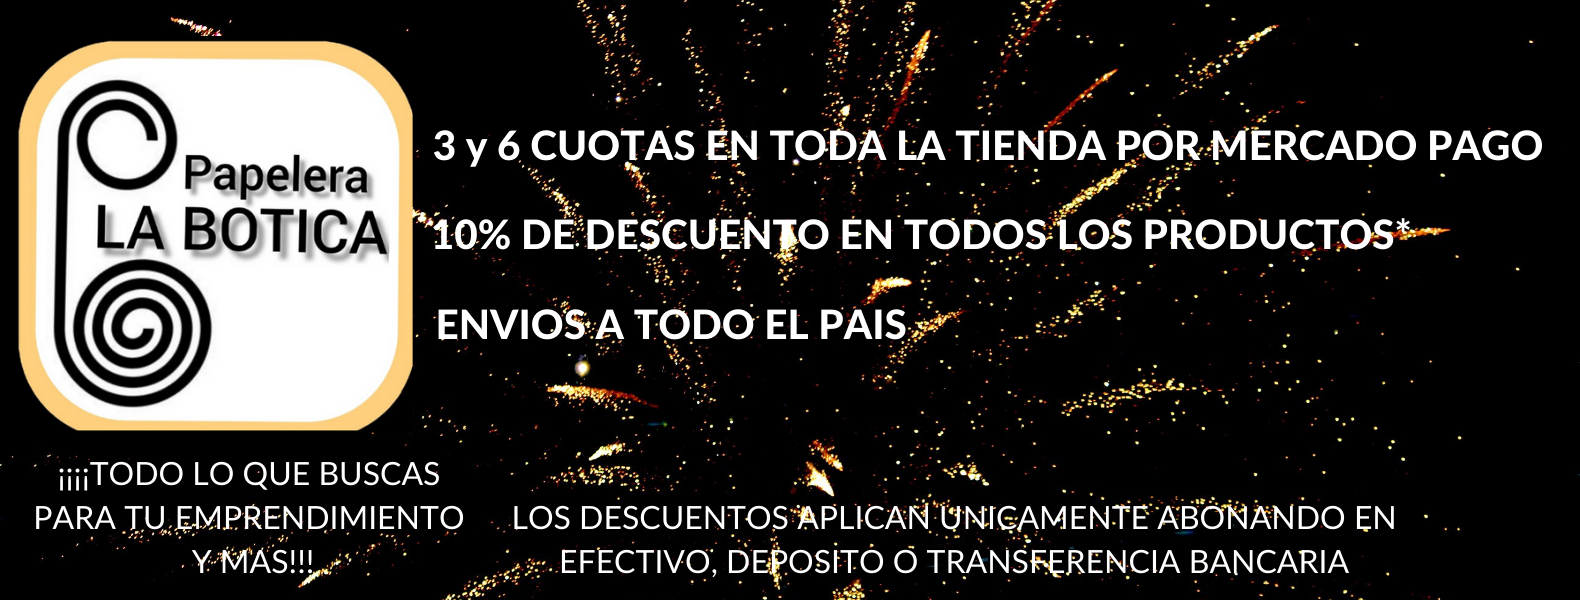 Papelera
LA BOTICA
3 y 6 CUOTAS EN TODA LA TIENDA POR MERCADO PAGO
10% DE DESCUENTO EN TODOS LOS PRODUCTOS*
ENVIOS A TODO EL PAIS
¡¡¡¡TODO LO QUE BUSCAS
PARA TU EMPRENDIMIENTO
Y MAS!!!
LOS DESCUENTOS APLICAN UNICAMENTE ABONANDO EN
EFECTIVO, DEPOSITO O TRANSFERENCIA BANCARIA